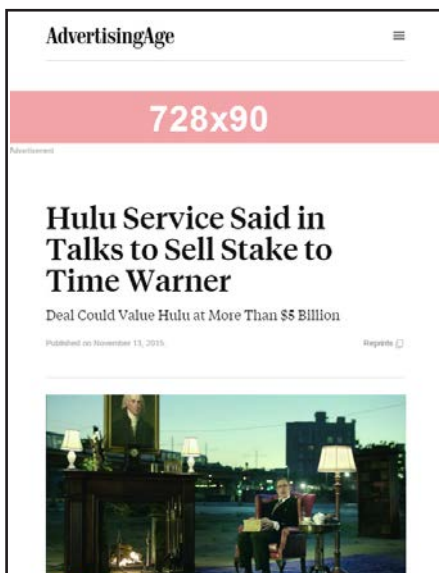 AdvertisingAge
728x90
Advertisement
Hulu Service Said in
Talks to Sell Stake to
Time Warner
Deal Could Value Hulu at More Than $5 Billion
Published on November 13, 2015
Reprints